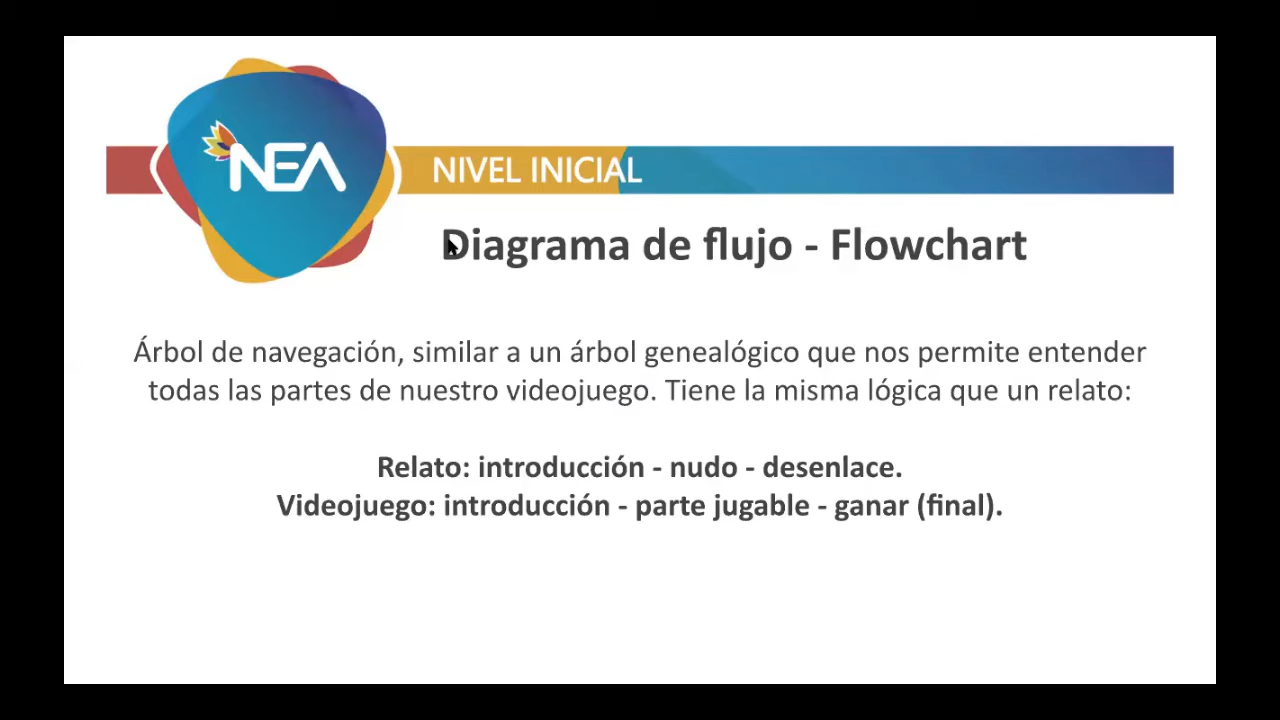 NEA
NIVEL INICIAL
Diagrama de flujo - Flowchart
Árbol de navegación, similar a un árbol genealógico que nos permite entender
todas las partes de nuestro videojuego. Tiene la misma lógica que un relato:
Relato: introducción - nudo - desenlace.
Videojuego: introducción - parte jugable - ganar (final).